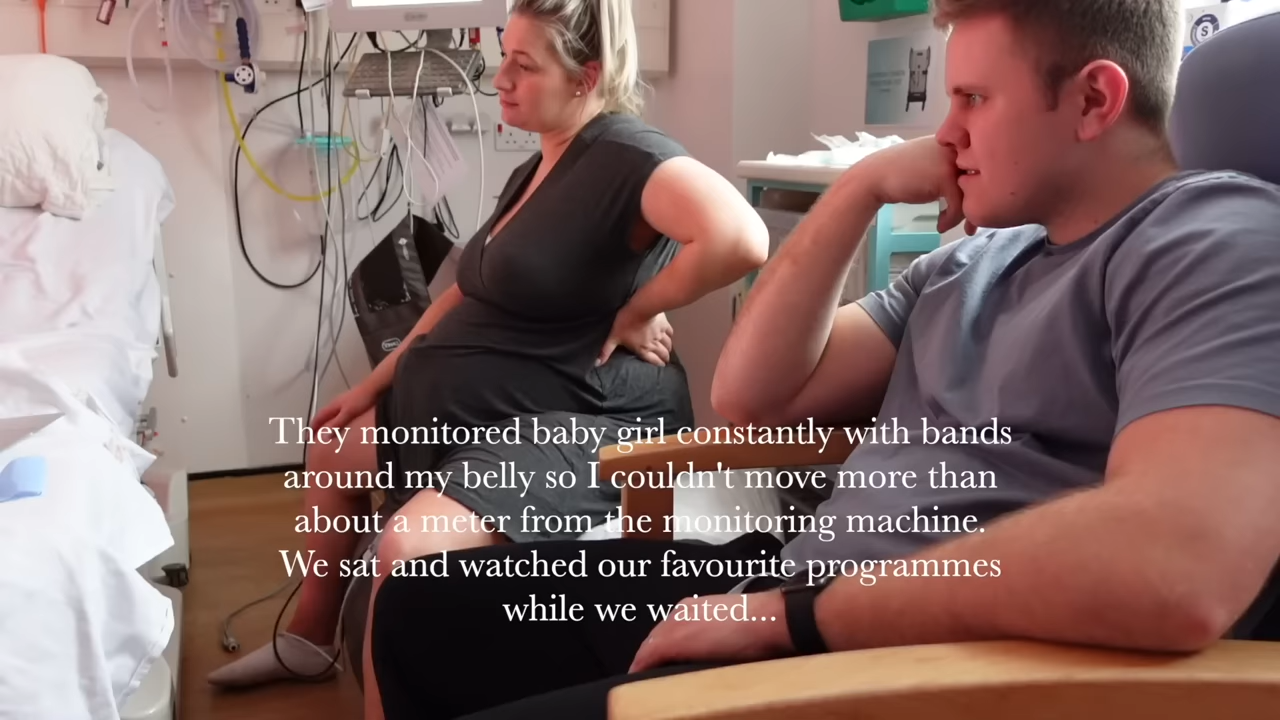 They monitored baby girl constantly with bands
around my belly so I couldn't move more than
about a meter from the monitoring machine.
We sat and watched our favourite programmes
while we waited...